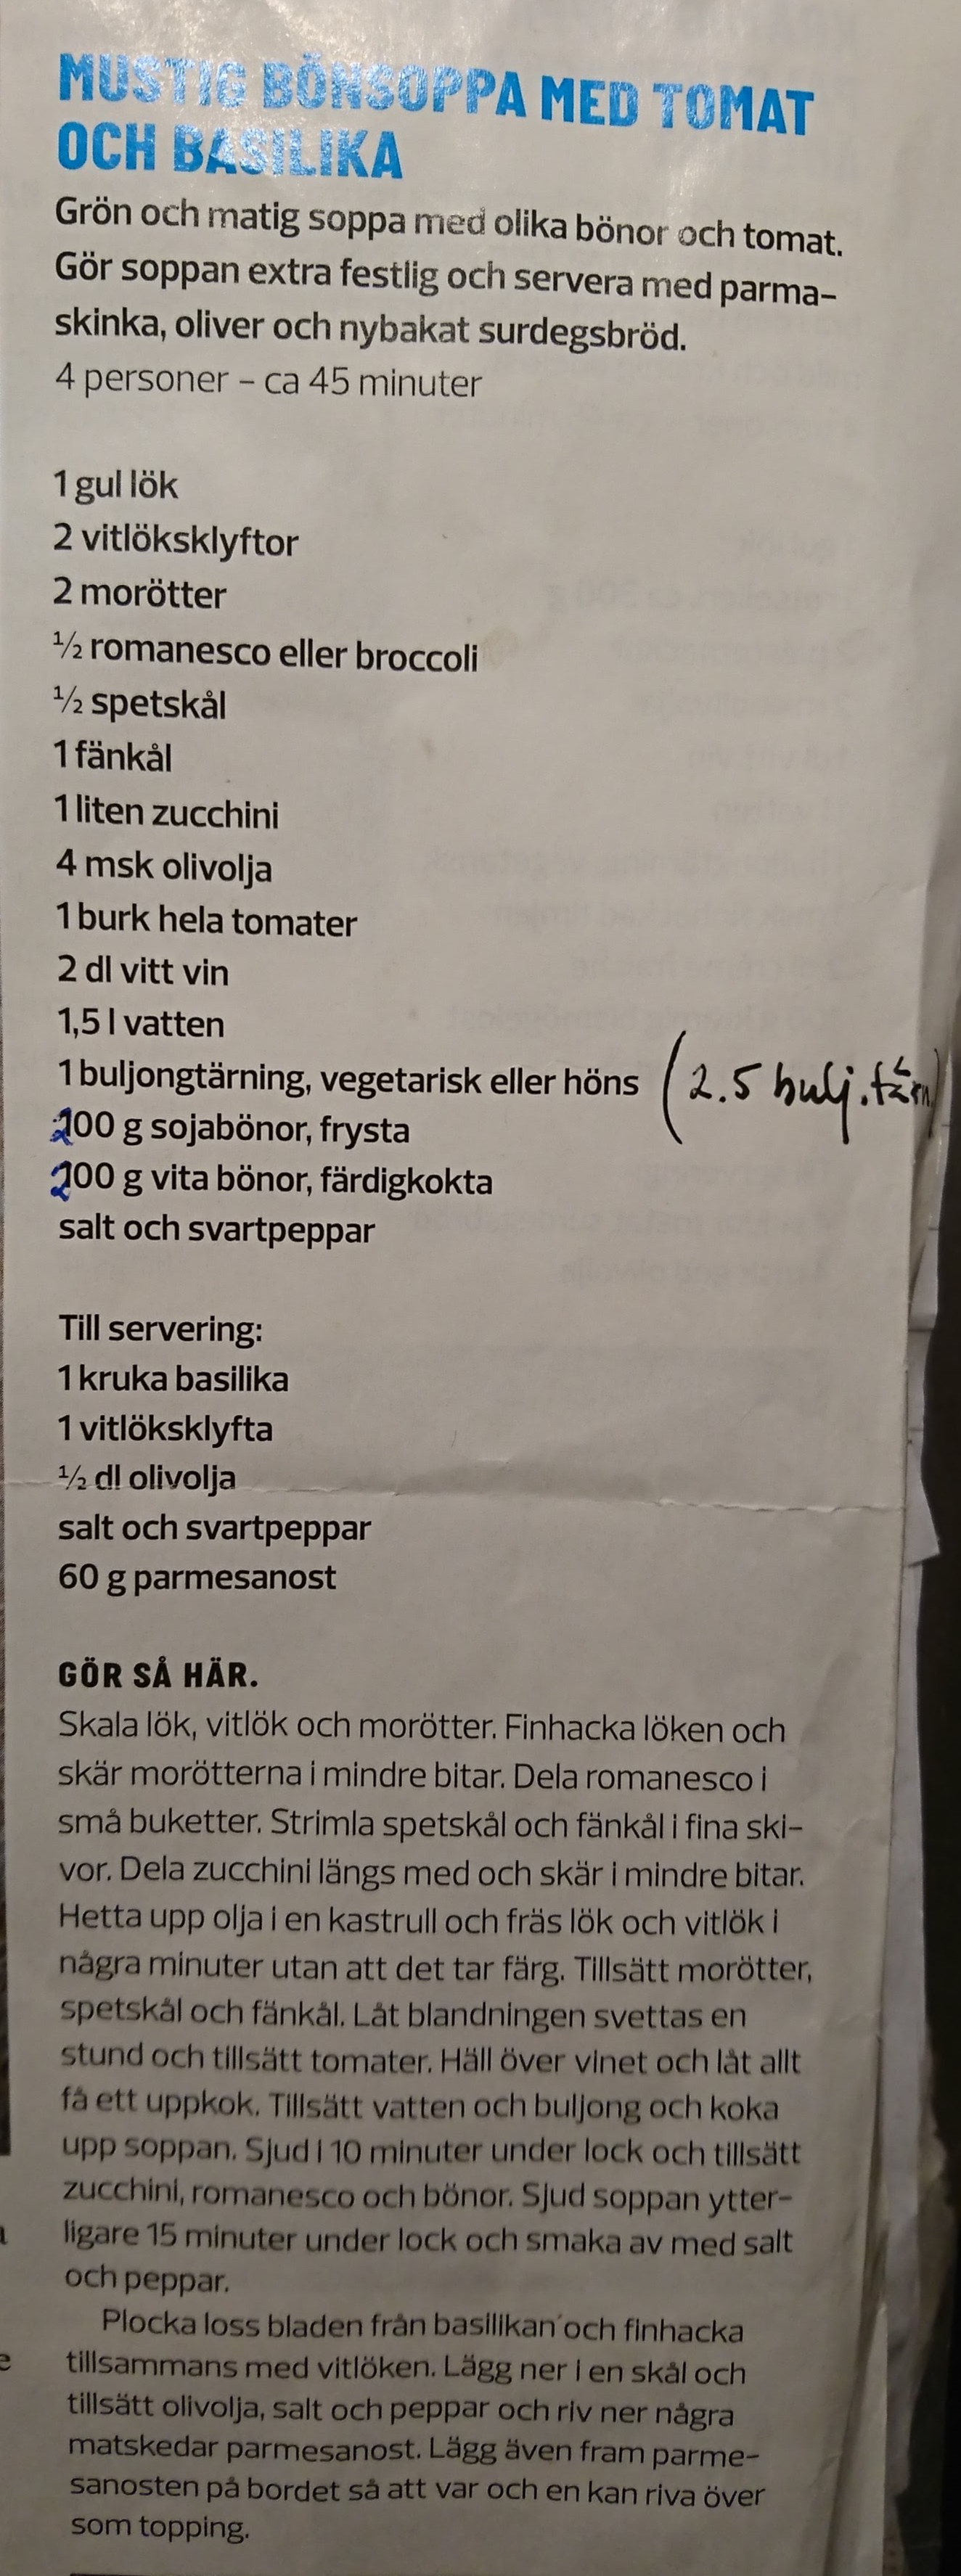 MUSTIG BÖNSOPPA MED TOMAT
OCH BASILIKA
Grön och matig soppa med olika bönor och tomat.
Gör soppan extra festlig och servera med parma-
skinka, oliver och nybakat surdegsbröd.
4 personer – ca 45 minuter
1 gul lök
2 vitlöksklyftor
2 morötter
½ romanesco eller broccoli
½ spetskål
1 fänkål
1 liten zucchini
4 msk olivolja
1 burk hela tomater
2 dl vitt vin
1,5 l vatten
1 buljongtärning, vegetarisk eller höns (2.5 bulj.tärn)
200 g sojabönor, frysta
200 g vita bönor, färdigkokta
salt och svartpeppar
Till servering:
1 kruka basilika
1 vitlöksklyfta
½ dl olivolja
salt och svartpeppar
60 g parmesanost
GÖR SÅ HÄR.
Skala lök, vitlök och morötter. Finhacka löken och
skär morötterna i mindre bitar. Dela romanesco i
små buketter. Strimla spetskål och fänkål i fina ski-
vor. Dela zucchini längs med och skär i mindre bitar.
Hetta upp olja i en kastrull och fräs lök och vitlök i
några minuter utan att det tar färg. Tillsätt morötter,
spetskål och fänkål. Låt blandningen svettas en
stund och tillsätt tomater. Häll över vinet och låt allt
få ett uppkok. Tillsätt vatten och buljong och koka
upp soppan. Sjud i 10 minuter under lock och tillsätt
zucchini, romanesco och bönor. Sjud soppan ytter-
ligare 15 minuter under lock och smaka av med salt
och peppar.
Plocka loss bladen från basilikan och finhacka
tillsammans med vitlöken. Lägg ner i en skål och
tillsätt olivolja, salt och peppar och riv ner några
matskedar parmesanost. Lägg även fram parme-
sanosten på bordet så att var och en kan riva över
som topping.